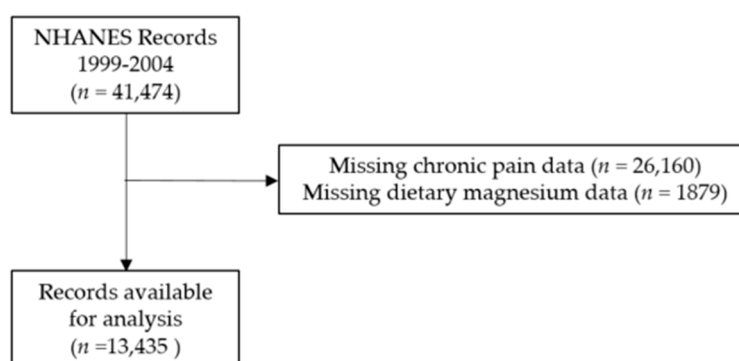 NHANES Records
1999-2004
(n = 41,474)
Missing chronic pain data (n = 26,160)
Missing dietary magnesium data (n = 1879)
Records available
for analysis
(n =13,435 )